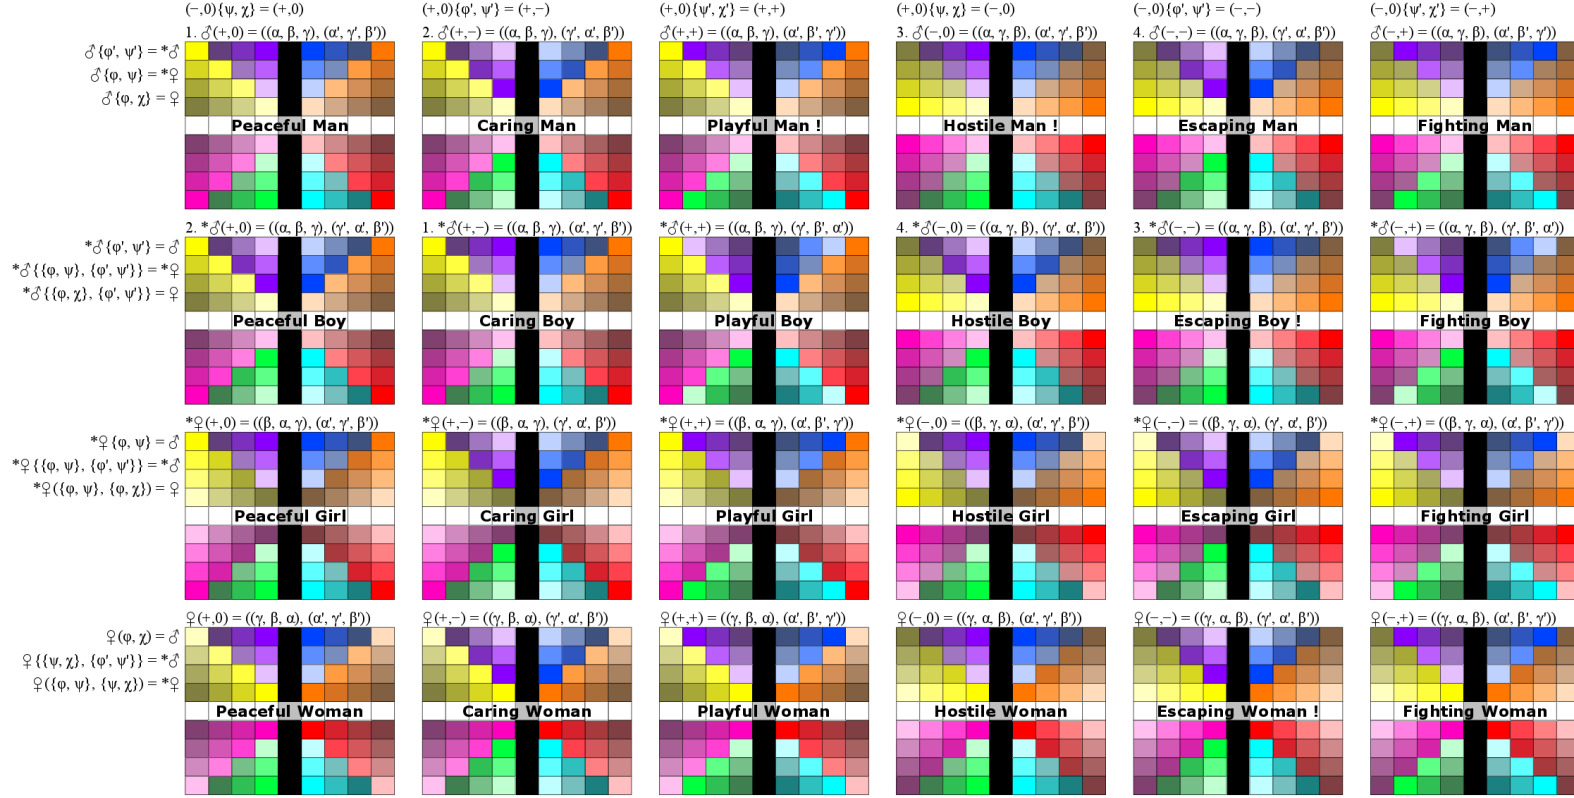 (−,0){ψ, χ} = (+,0) (+,0){φ', ψ'} = (+,−) (+,0){ψ', χ'} = (+,+) (+,0){ψ, χ} = (−,0) (−,0){φ', ψ'} = (−,−) (−,0){ψ', χ'} = (−,+)
1. ♂(+,0) = ((α, β, γ), (α', γ', β')) 2. ♂(+,−) = ((α, β, γ), (γ', α', β')) ♂(+,+) = ((α, β, γ), (α', β', γ')) 3. ♂(−,0) = ((α, γ, β), (α', γ', β')) 4. ♂(−,−) = ((α, γ, β), (γ', α', β')) ♂(−,+) = ((α, γ, β), (α', β', γ'))
♂{φ', ψ'} = *♂
♂{φ, ψ} = *♀
♂{φ, χ} = ♀
Peaceful Man Caring Man Playful Man ! Hostile Man ! Escaping Man Fighting Man
2. *♂(+,0) = ((α, β, γ), (γ', α', β')) 1. *♂(+,−) = ((α, β, γ), (α', γ', β')) *♂(+,+) = ((α, β, γ), (γ', β', α')) 4. *♂(−,0) = ((α, γ, β), (γ', α', β')) 3. *♂(−,−) = ((α, γ, β), (α', γ', β')) *♂(−,+) = ((α, γ, β), (γ', β', α'))
*♂{φ', ψ'} = ♂
*♂{{φ, ψ}, {φ', ψ'}} = *♀
*♂{{φ, χ}, {φ', ψ'}} = ♀
Peaceful Boy Caring Boy Playful Boy Hostile Boy Escaping Boy ! Fighting Boy
*♀(+,0) = ((β, α, γ), (α', γ', β')) *♀(+,−) = ((β, α, γ), (γ', α', β')) *♀(+,+) = ((β, α, γ), (α', β', γ')) *♀(−,0) = ((β, γ, α), (α', γ', β')) *♀(−,−) = ((β, γ, α), (γ', α', β')) *♀(−,+) = ((β, γ, α), (α', β', γ'))
*♀{φ, ψ} = ♂
*♀{{φ, ψ}, {φ', ψ'}} = *♂
*♀({φ, ψ}, {φ, χ}) = ♀
Peaceful Girl Caring Girl Playful Girl Hostile Girl Escaping Girl Fighting Girl
♀(+,0) = ((γ, β, α), (α', γ', β')) ♀(+,−) = ((γ, β, α), (γ', α', β')) ♀(+,+) = ((γ, β, α), (α', β', γ')) ♀(−,0) = ((γ, α, β), (α', γ', β')) ♀(−,−) = ((γ, α, β), (γ', α', β')) ♀(−,+) = ((γ, α, β), (α', β', γ'))
♀(φ, χ) = ♂
♀{{ψ, χ}, {φ', ψ'}} = *♂
♀({φ, ψ}, {ψ, χ}) = *♀
Peaceful Woman Caring Woman Playful Woman Hostile Woman Escaping Woman ! Fighting Woman